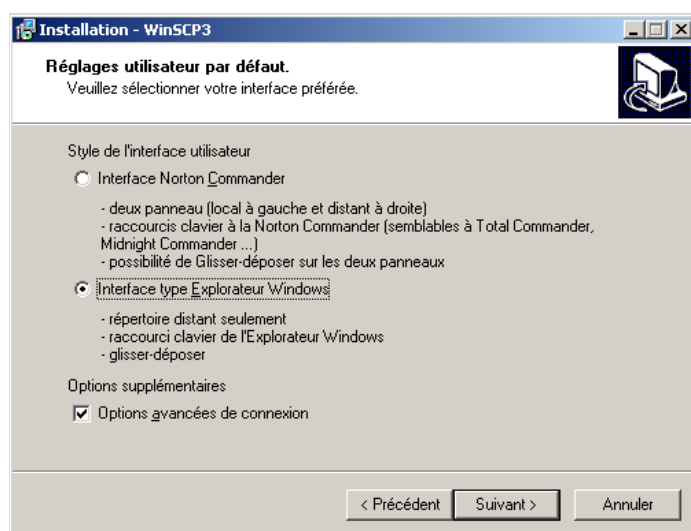 Installation - WinSCP3
Réglages utilisateur par défaut.
Veuillez sélectionner votre interface préférée.
Style de l'interface utilisateur
Interface Norton Commander
- deux panneau (local à gauche et distant à droite)
- raccourcis clavier à la Norton Commander (semblables à Total Commander,
Midnight Commander ...)
- possibilité de Glisser-déposer sur les deux panneaux
Interface type Explorateur Windows
- répertoire distant seulement
- raccourci clavier de l'Explorateur Windows
- glisser-déposer
Options supplémentaires
Options avancées de connexion
< Précédent
Suivant >
Annuler